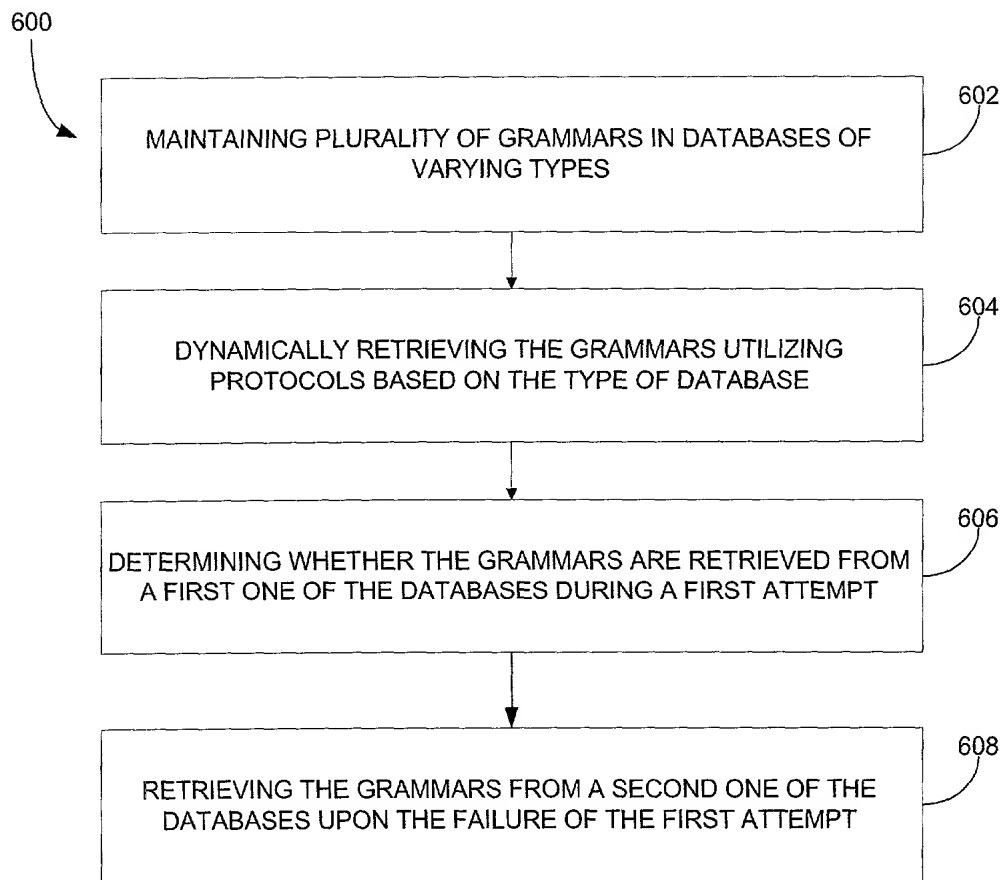 600
602
MAINTAINING PLURALITY OF GRAMMARS IN DATABASES OF
VARYING TYPES
604
DYNAMICALLY RETRIEVING THE GRAMMARS UTILIZING
PROTOCOLS BASED ON THE TYPE OF DATABASE
606
DETERMINING WHETHER THE GRAMMARS ARE RETRIEVED FROM
A FIRST ONE OF THE DATABASES DURING A FIRST ATTEMPT
608
RETRIEVING THE GRAMMARS FROM A SECOND ONE OF THE
DATABASES UPON THE FAILURE OF THE FIRST ATTEMPT